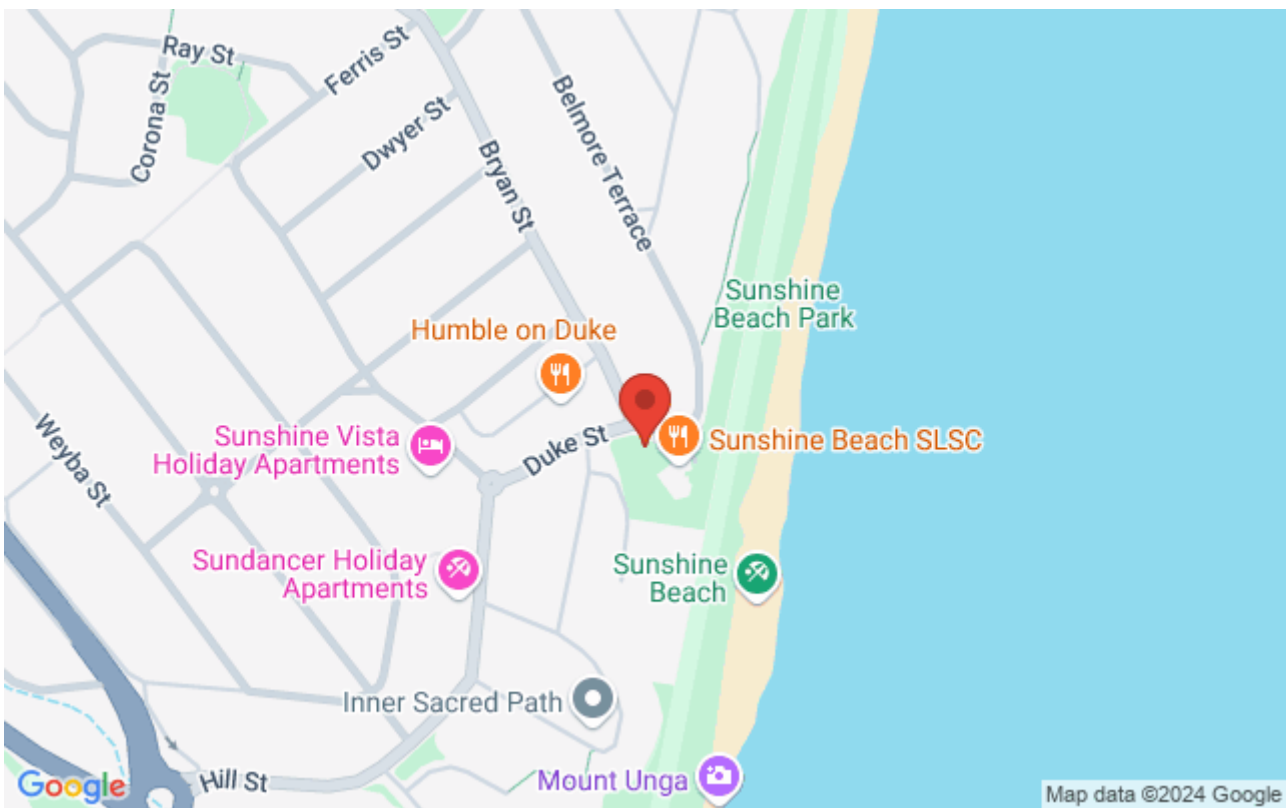 Ray St
Ferris St
Corona St
Dwyer St
Belmore Terrace
Bryan St
Sunshine
Beach Park
Humble on Duke
Weyba St
Sunshine Vista
Holiday Apartments
Duke St
Sunshine Beach SLSC
Sundancer Holiday
Apartments
Sunshine
Beach
Inner Sacred Path
Hill St
Mount Unga
Google
Map data ©2024 Google